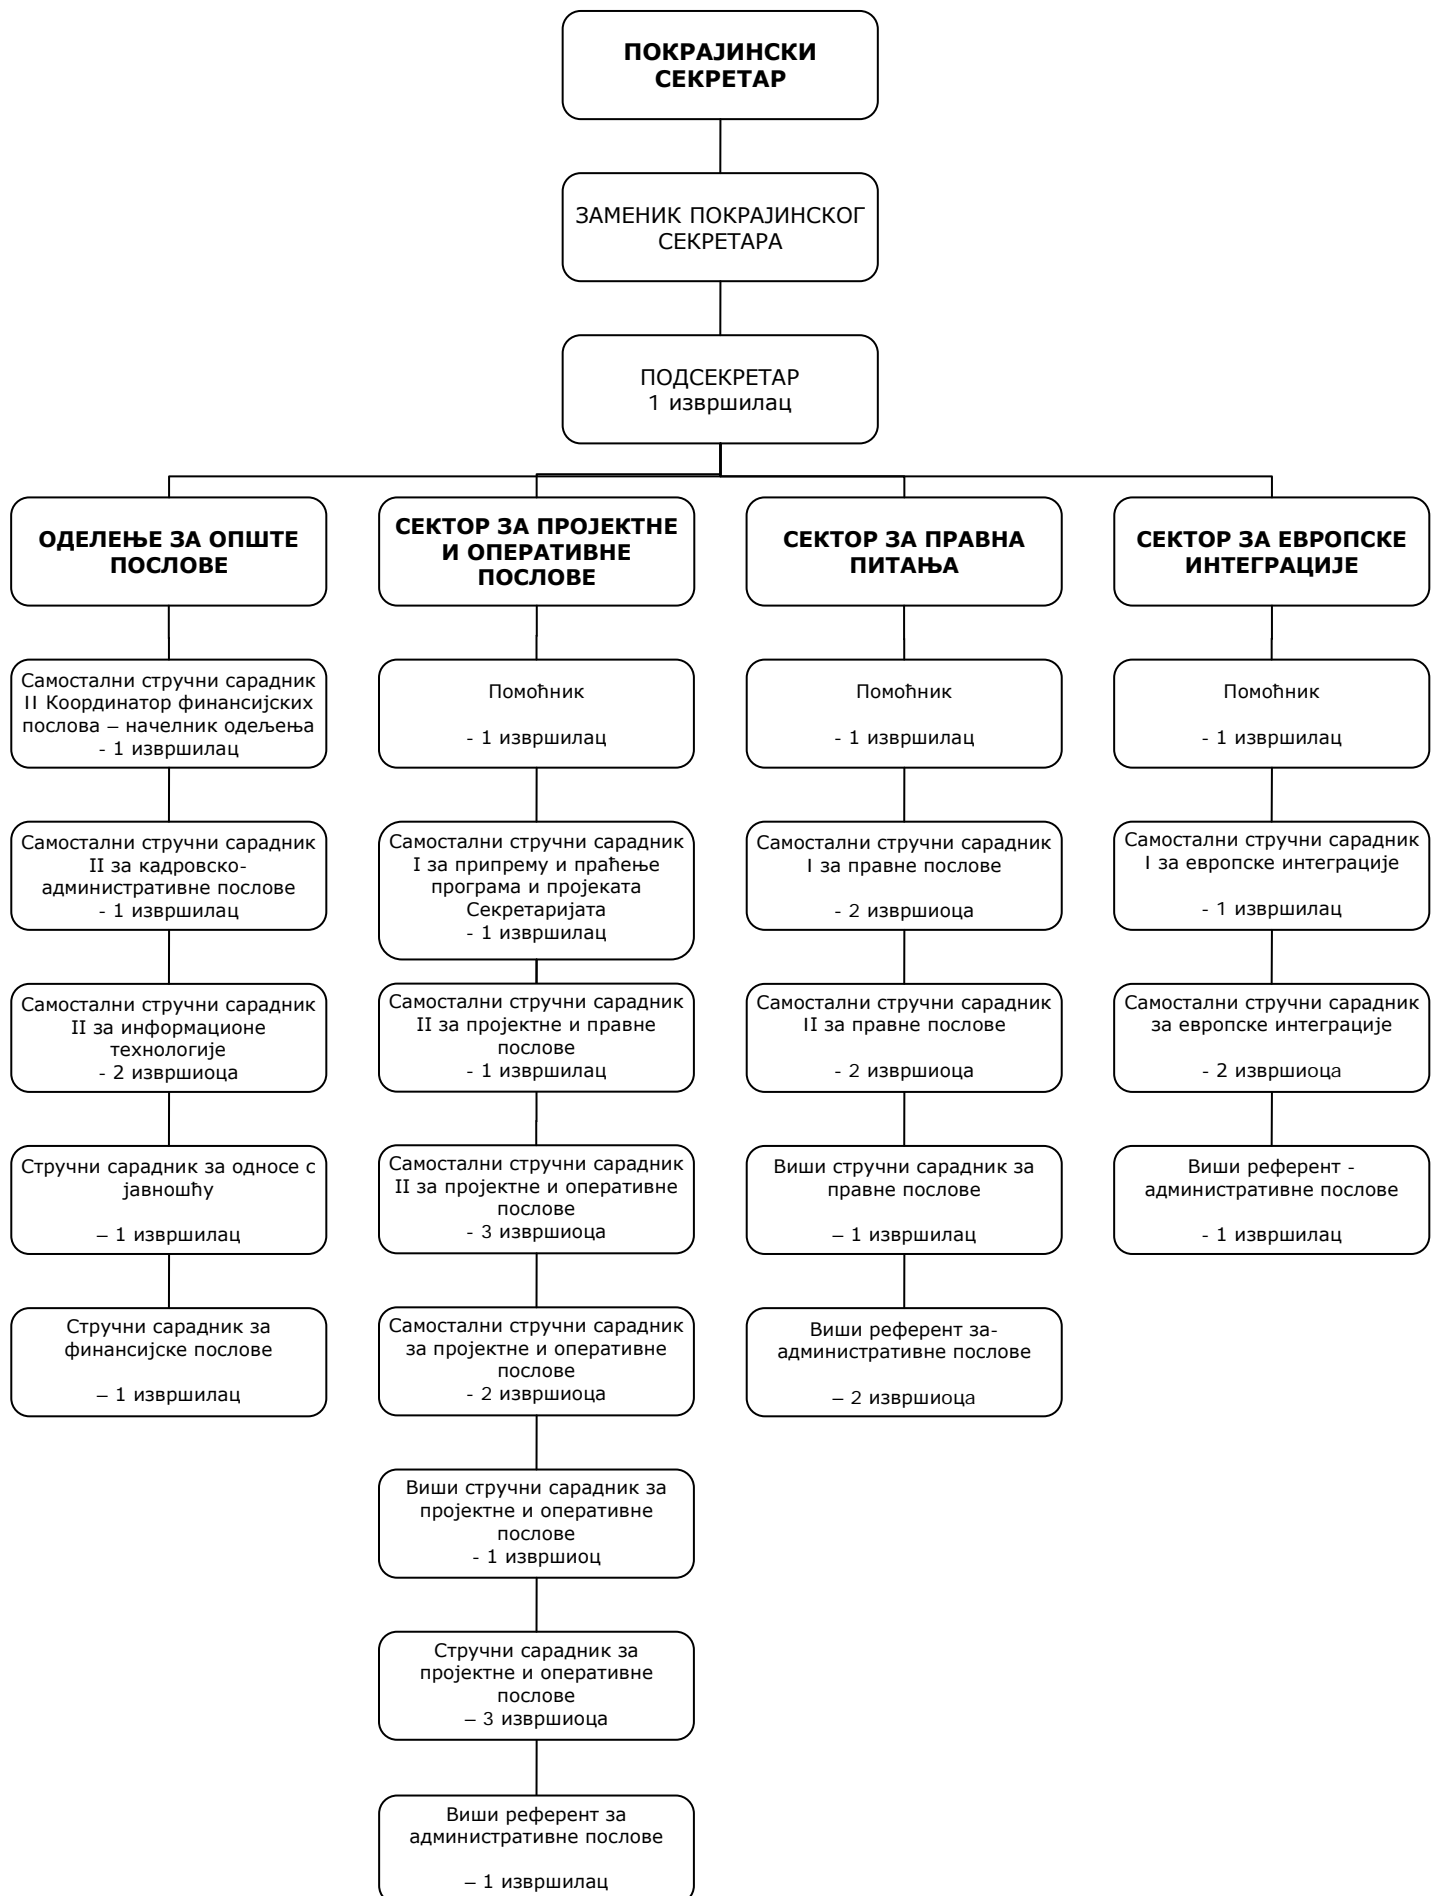 ПОКРАЈИНСКИ
СЕКРЕТАР
ЗАМЕНИК ПОКРАЈИНСКОГ
СЕКРЕТАРА
ПОДСЕКРЕТАР
1 извршилац
ОДЕЛЕЊЕ ЗА ОПШТЕ
ПОСЛОВЕ
Самостални стручни сарадник
II Координатор финансијских
послова – начелник одељења
- 1 извршилац
Самостални стручни сарадник
II за кадровско-
административне послове
- 1 извршилац
Самостални стручни сарадник
II за информационе
технологије
- 2 извршиоца
Стручни сарадник за односе с
јавношћу
– 1 извршилац
Стручни сарадник за
финансијске послове
– 1 извршилац
СЕКТОР ЗА ПРОЈЕКТНЕ
И ОПЕРАТИВНЕ
ПОСЛОВЕ
Помоћник
- 1 извршилац
Самостални стручни сарадник
I за припрему и праћење
програма и пројеката
Секретаријата
- 1 извршилац
Самостални стручни сарадник
II за пројектне и правне
послове
- 1 извршилац
Самостални стручни сарадник
II за пројектне и оперативне
послове
- 3 извршиоца
Самостални стручни сарадник
за пројектне и оперативне
послове
- 2 извршиоца
Виши стручни сарадник за
пројектне и оперативне
послове
- 1 извршиоц
Стручни сарадник за
пројектне и оперативне
послове
– 3 извршиоца
Виши референт за
административне послове
– 1 извршилац
СЕКТОР ЗА ПРАВНА
ПИТАЊА
Помоћник
- 1 извршилац
Самостални стручни сарадник
I за правне послове
- 2 извршиоца
Самостални стручни сарадник
II за правне послове
- 2 извршиоца
Виши стручни сарадник за
правне послове
– 1 извршилац
Виши референт за-
административне послове
– 2 извршиоца
СЕКТОР ЗА ЕВРОПСКЕ
ИНТЕГРАЦИЈЕ
Помоћник
- 1 извршилац
Самостални стручни сарадник
I за европске интеграције
- 1 извршилац
Самостални стручни сарадник
за европске интеграције
- 2 извршиоца
Виши референт -
административне послове
- 1 извршилац